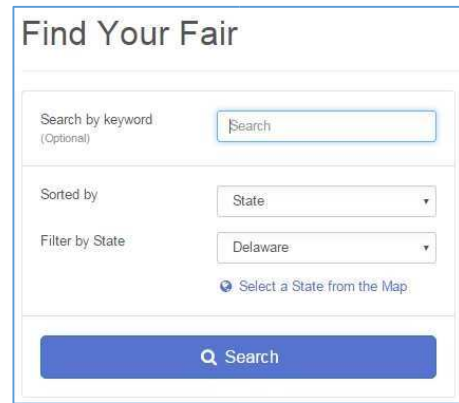 Find Your Fair
Search by keyword
(Optional)
Search
Sorted by
State
Filter by State
Delaware
Select a State from the Map
Search